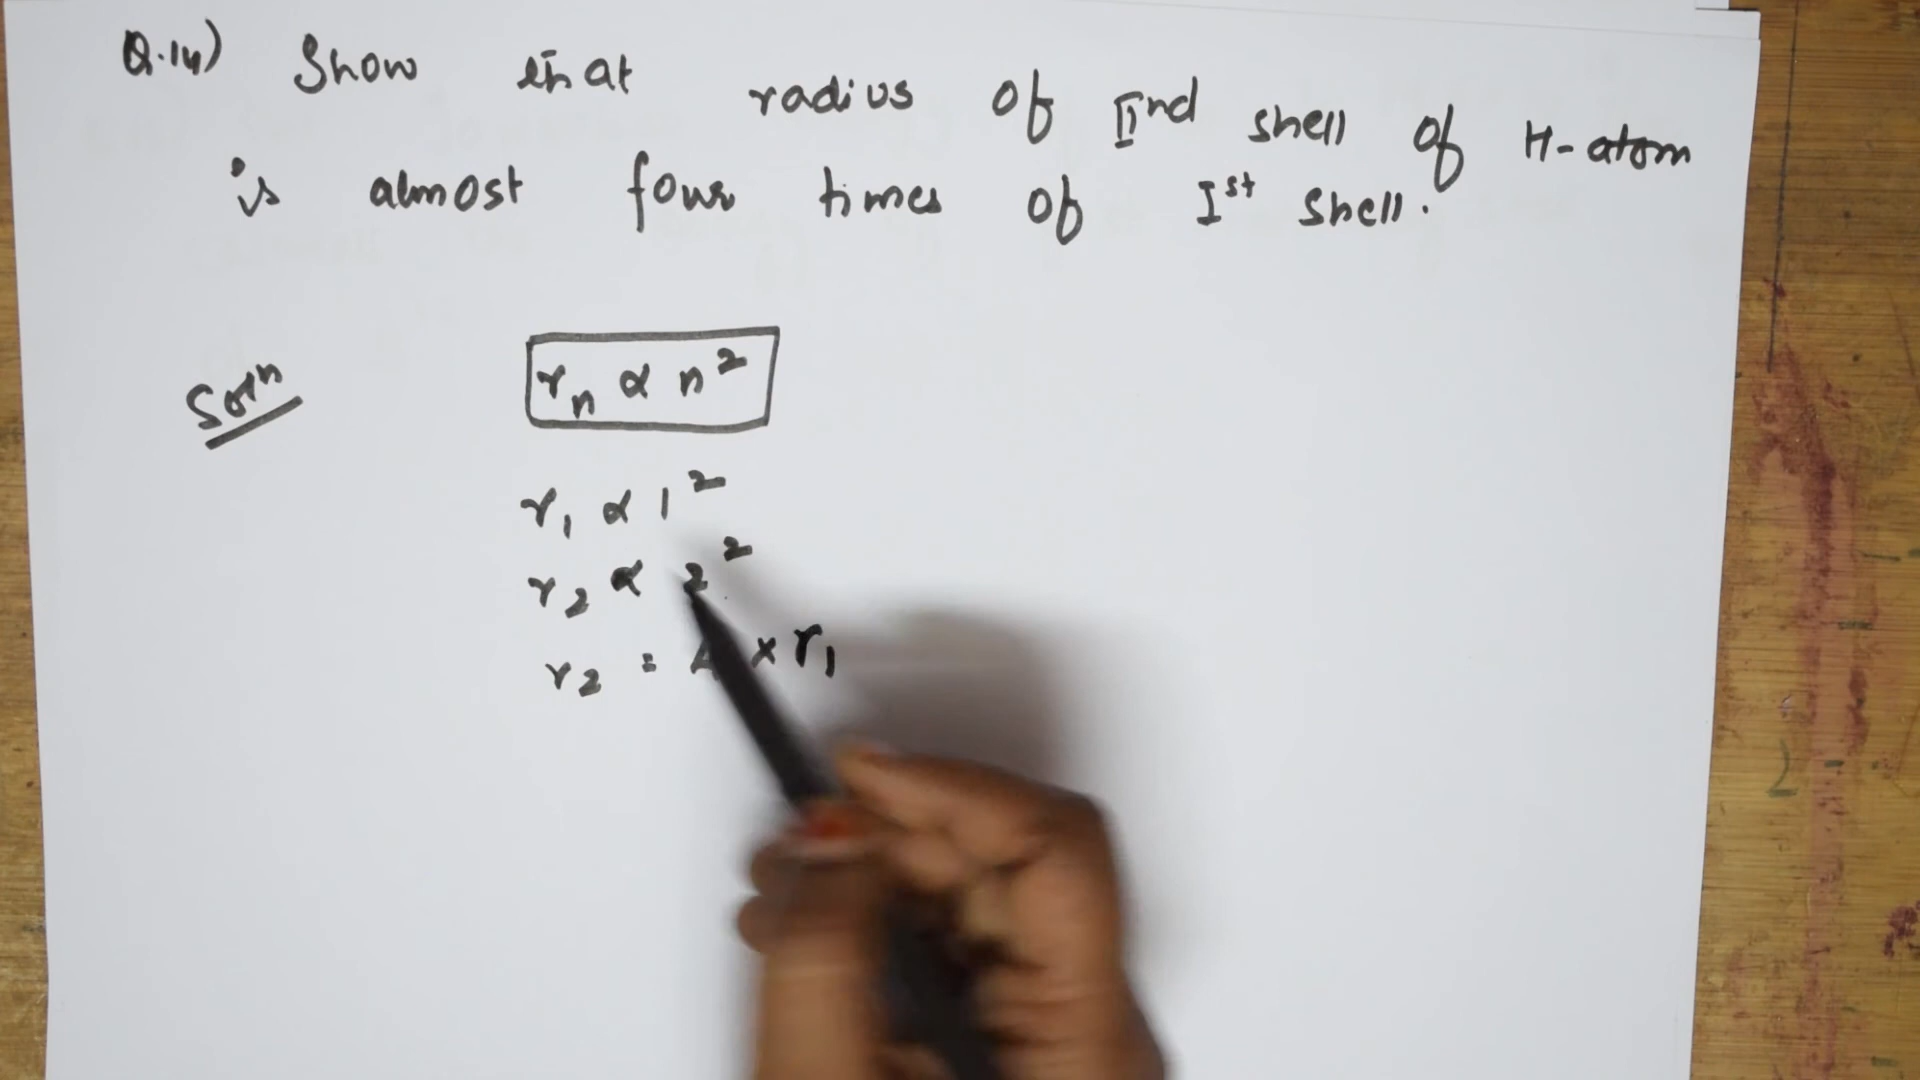 Q.14) Show that radius of IInd shell of H-atom
is almost four times of Ist shell.
Soln
rn ∝ n²
r₁ ∝ 1²
r₂ ∝ 2²
r₂ = 4 × r₁